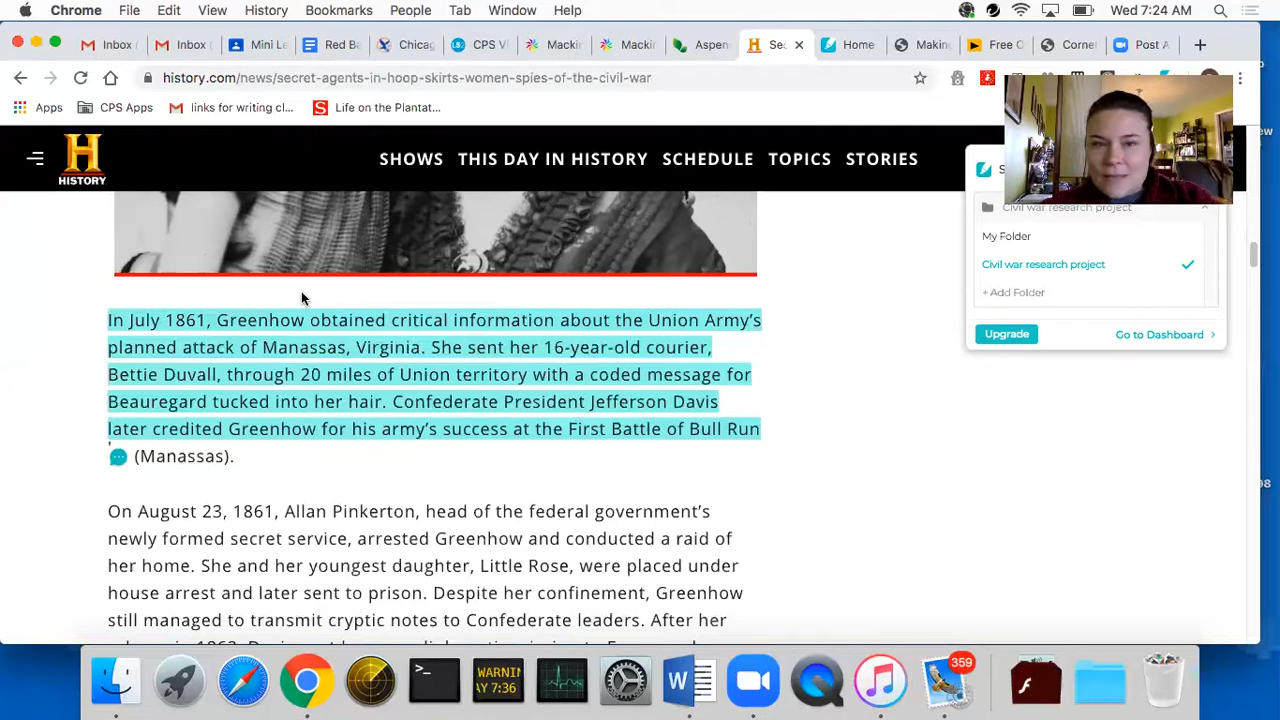 Chrome File Edit View History Bookmarks People Tab Window Help Wed 7:24 AM
Inbox ( Inbox ( Mini Le Red Ba Chicag CPS Vi Mackin Mackin Aspen Sec Home Making Free O Corner Post A
history.com/news/secret-agents-in-hoop-skirts-women-spies-of-the-civil-war
Apps CPS Apps links for writing cl... Life on the Plantat...
H
HISTORY
SHOWS THIS DAY IN HISTORY SCHEDULE TOPICS STORIES
Civil war research project
My Folder
Civil war research project
+ Add Folder
Upgrade Go to Dashboard
In July 1861, Greenhow obtained critical information about the Union Army's
planned attack of Manassas, Virginia. She sent her 16-year-old courier,
Bettie Duvall, through 20 miles of Union territory with a coded message for
Beauregard tucked into her hair. Confederate President Jefferson Davis
later credited Greenhow for his army's success at the First Battle of Bull Run
(Manassas).
On August 23, 1861, Allan Pinkerton, head of the federal government's
newly formed secret service, arrested Greenhow and conducted a raid of
her home. She and her youngest daughter, Little Rose, were placed under
house arrest and later sent to prison. Despite her confinement, Greenhow
still managed to transmit cryptic notes to Confederate leaders. After her
WARNIN
AY 7:36
359